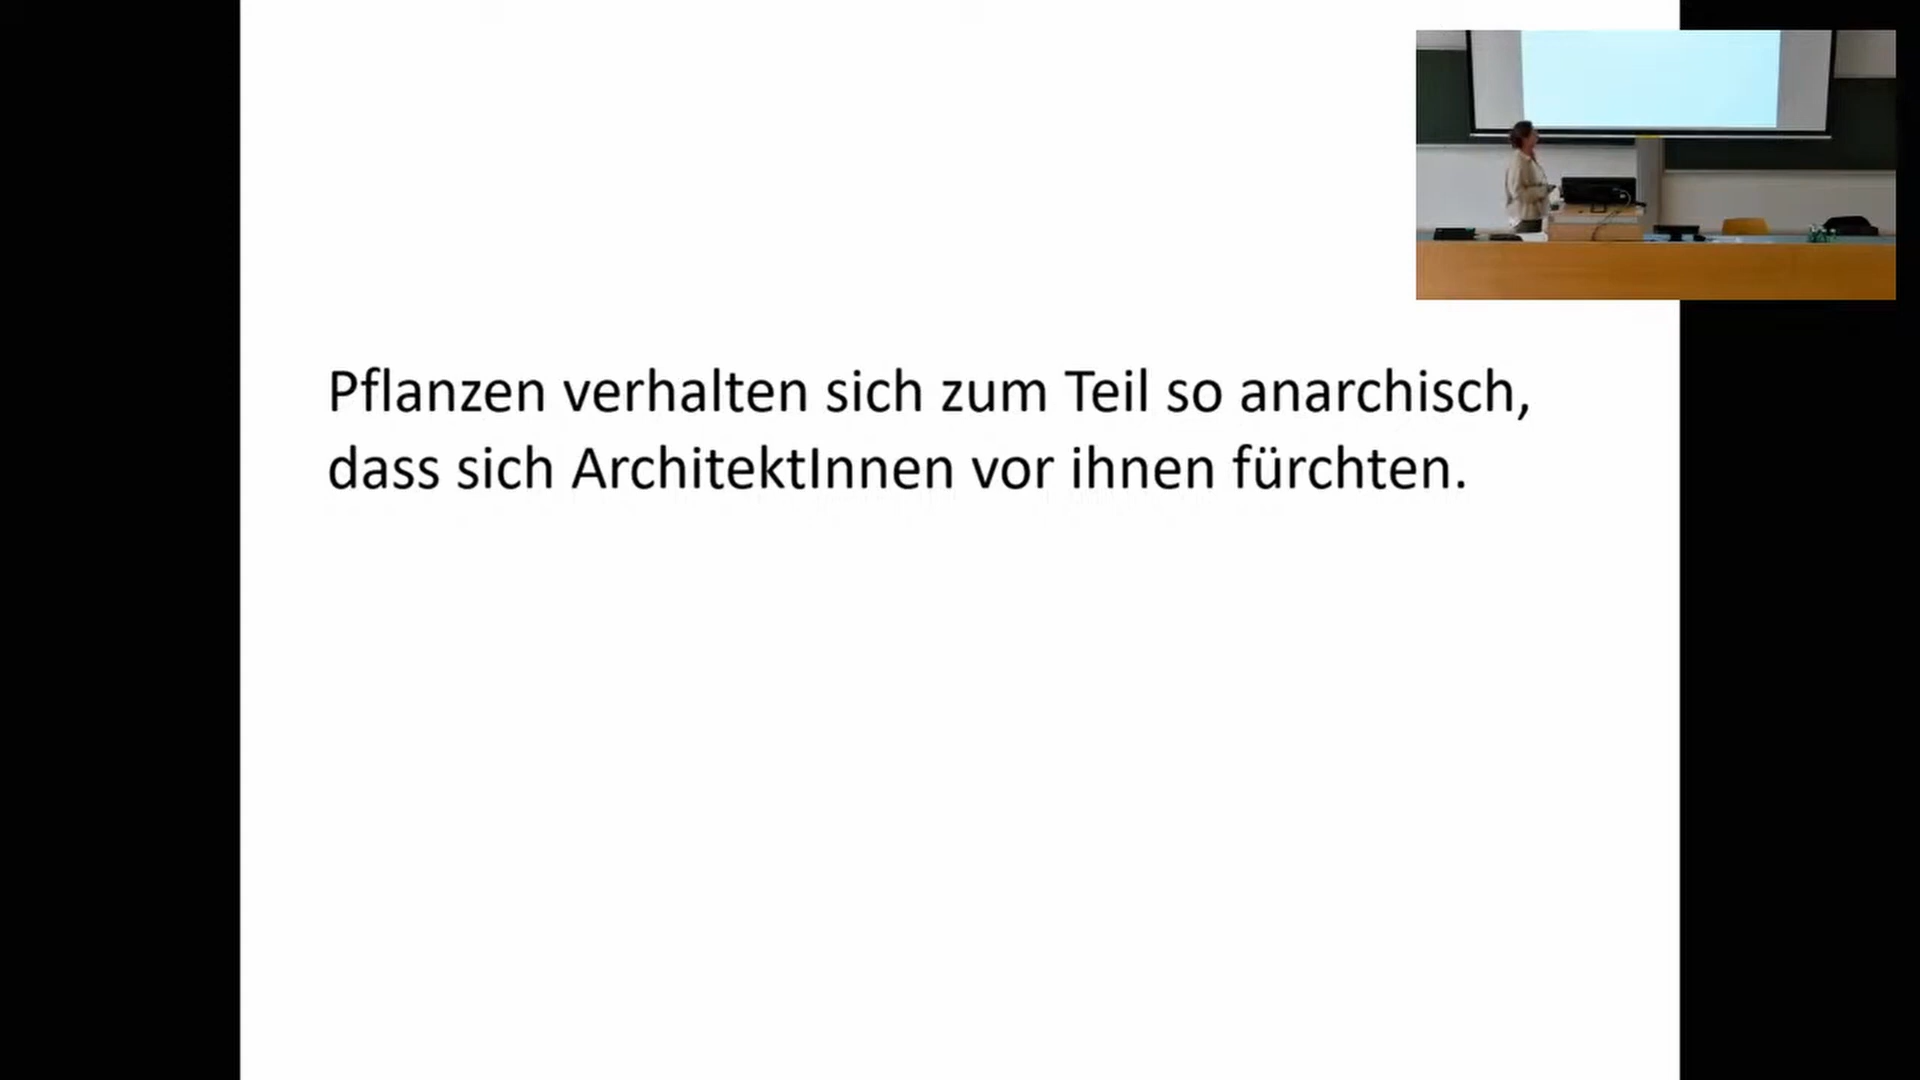 Pflanzen verhalten sich zum Teil so anarchisch,
dass sich ArchitektInnen vor ihnen fürchten.